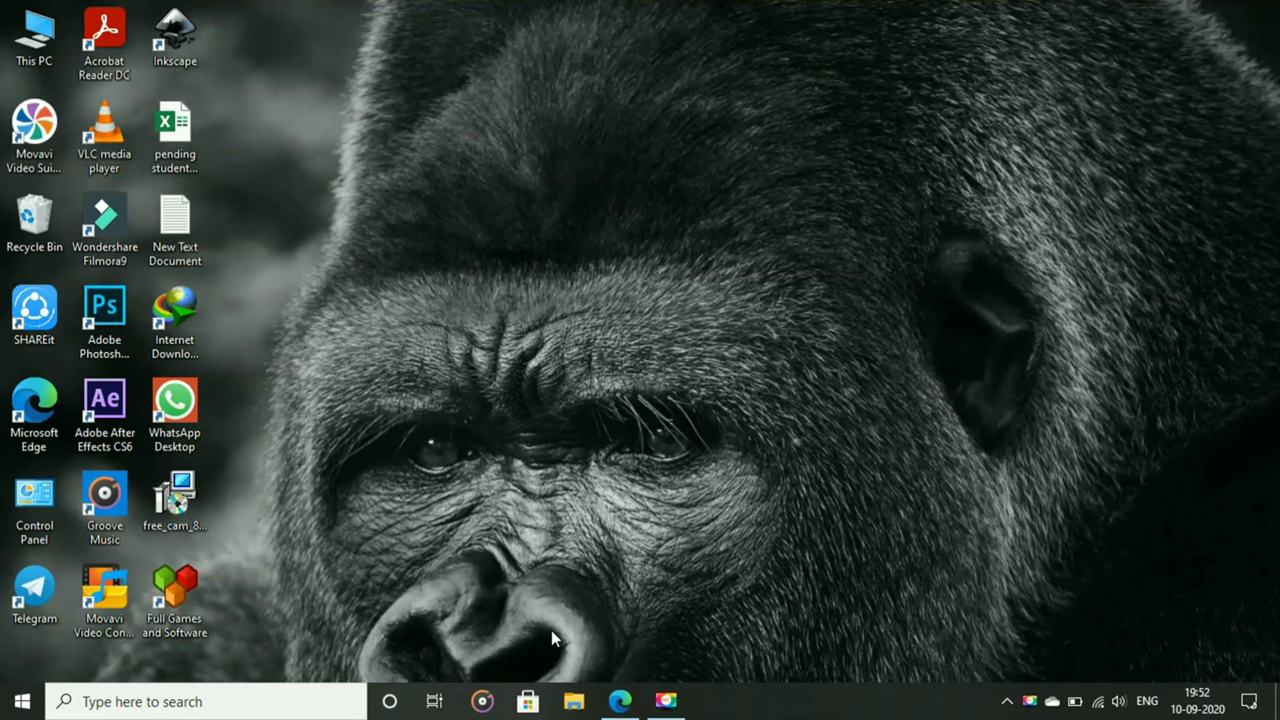 This PC
Acrobat
Reader DC
Inkscape
Movavi
Video Sui...
VLC media
player
pending
student...
Recycle Bin
Wondershare
Filmora9
New Text
Document
SHAREit
Ps
Adobe
Photosh...
Internet
Downlo...
Microsoft
Edge
Ae
Adobe After
Effects CS6
WhatsApp
Desktop
Control
Panel
Groove
Music
free_cam_8...
Telegram
Movavi
Video Con...
Full Games
and Software
Type here to search
ENG
19:52
10-09-2020